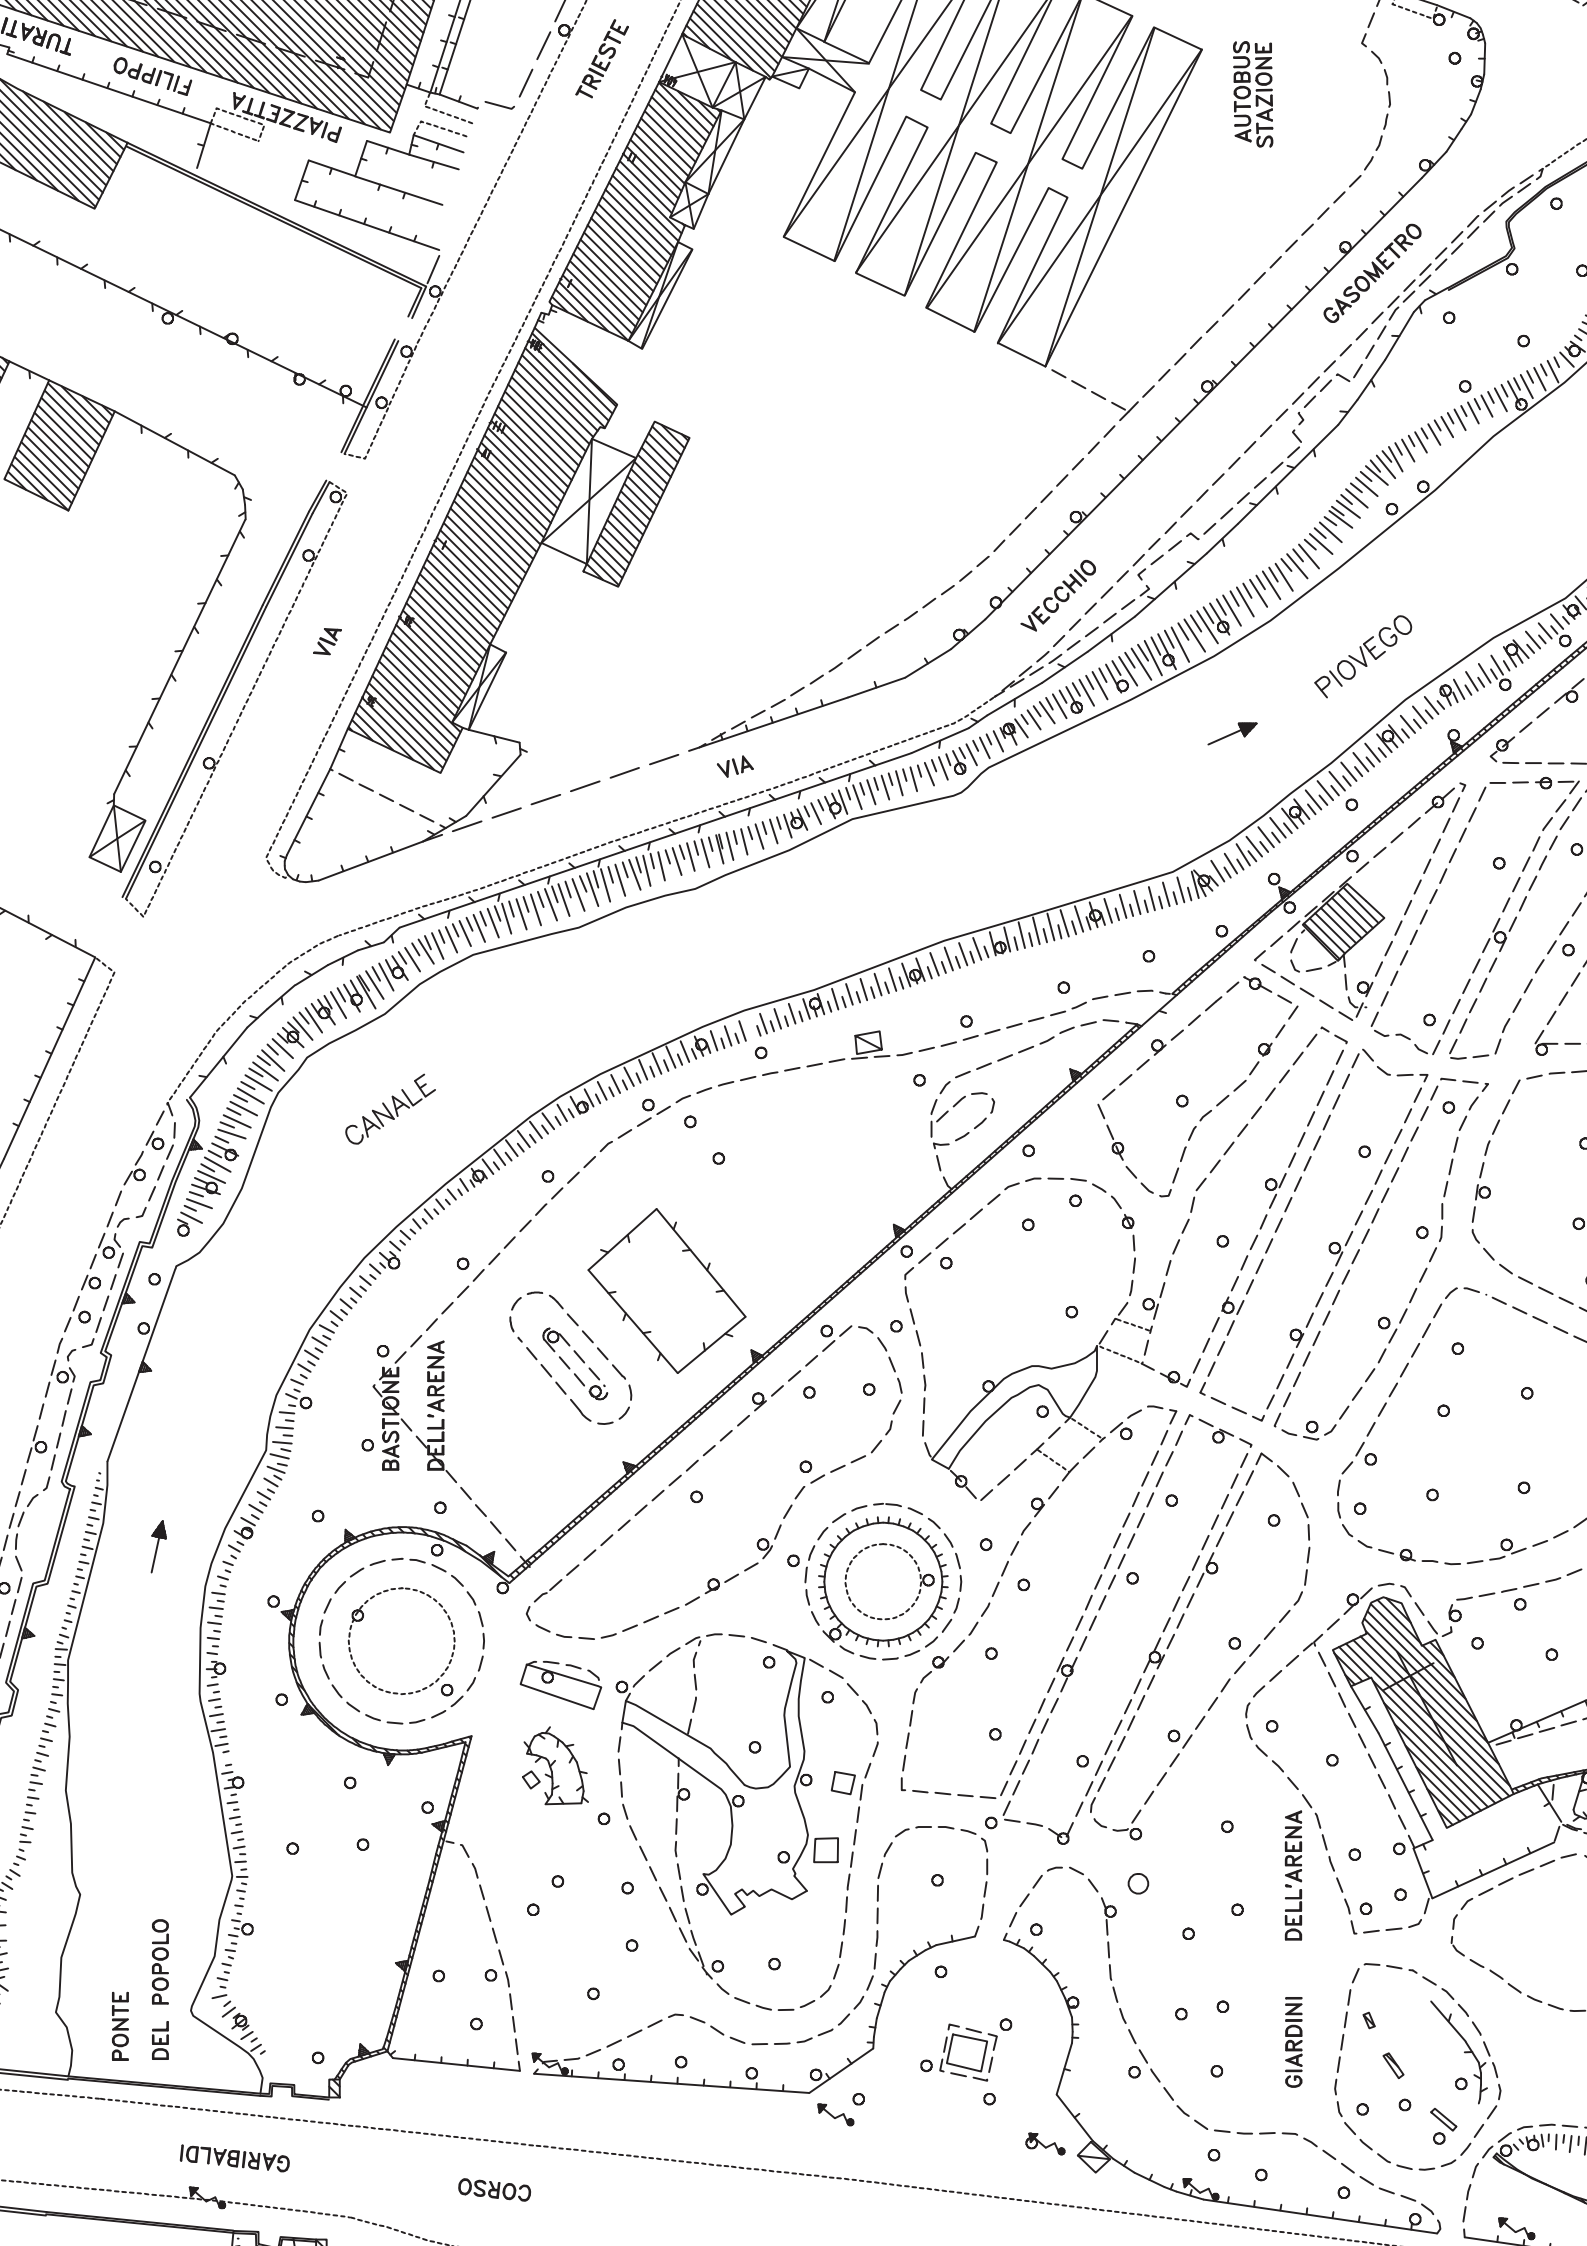 PIAZZETTA FILIPPO TURATI
VIA TRIESTE
AUTOBUS
STAZIONE
VIA VECCHIO GASOMETRO
CANALE PIOVEGO
BASTIONE
DELL'ARENA
PONTE
DEL POPOLO
GIARDINI DELL'ARENA
CORSO GARIBALDI